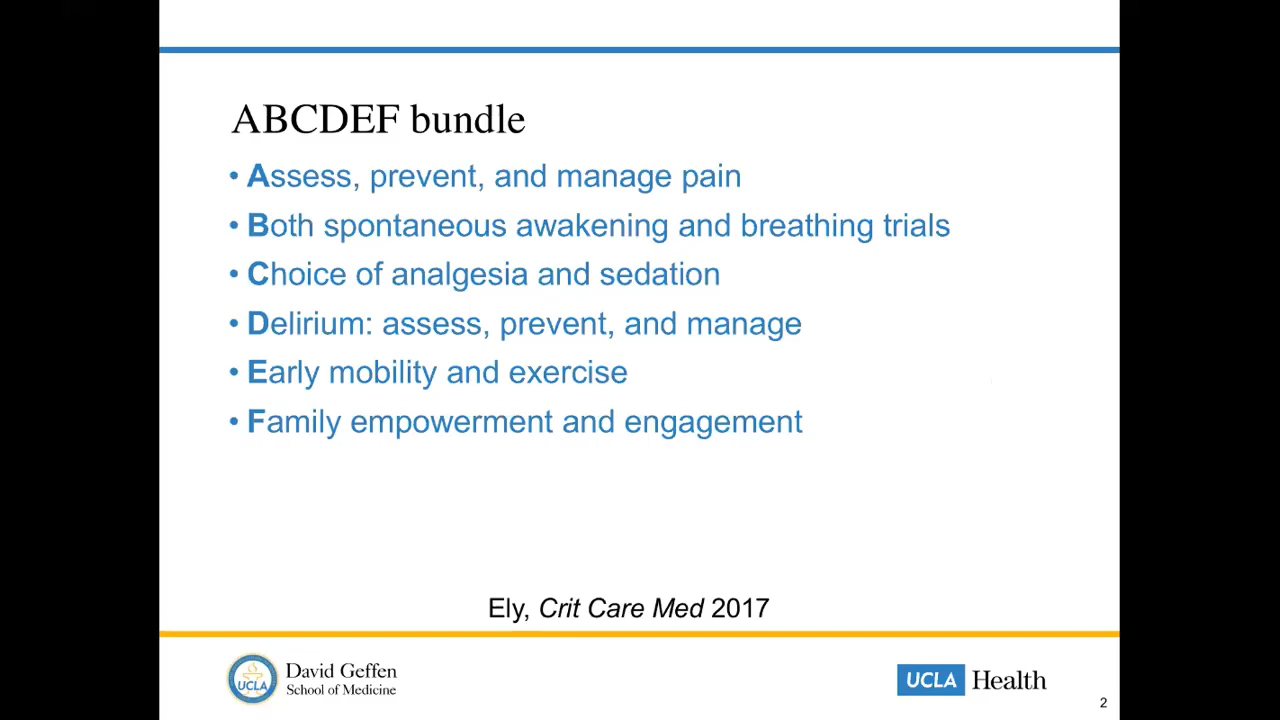 ABCDEF bundle
• Assess, prevent, and manage pain
• Both spontaneous awakening and breathing trials
• Choice of analgesia and sedation
• Delirium: assess, prevent, and manage
• Early mobility and exercise
• Family empowerment and engagement
Ely, Crit Care Med 2017
UCLA
David Geffen
School of Medicine
UCLA Health
2